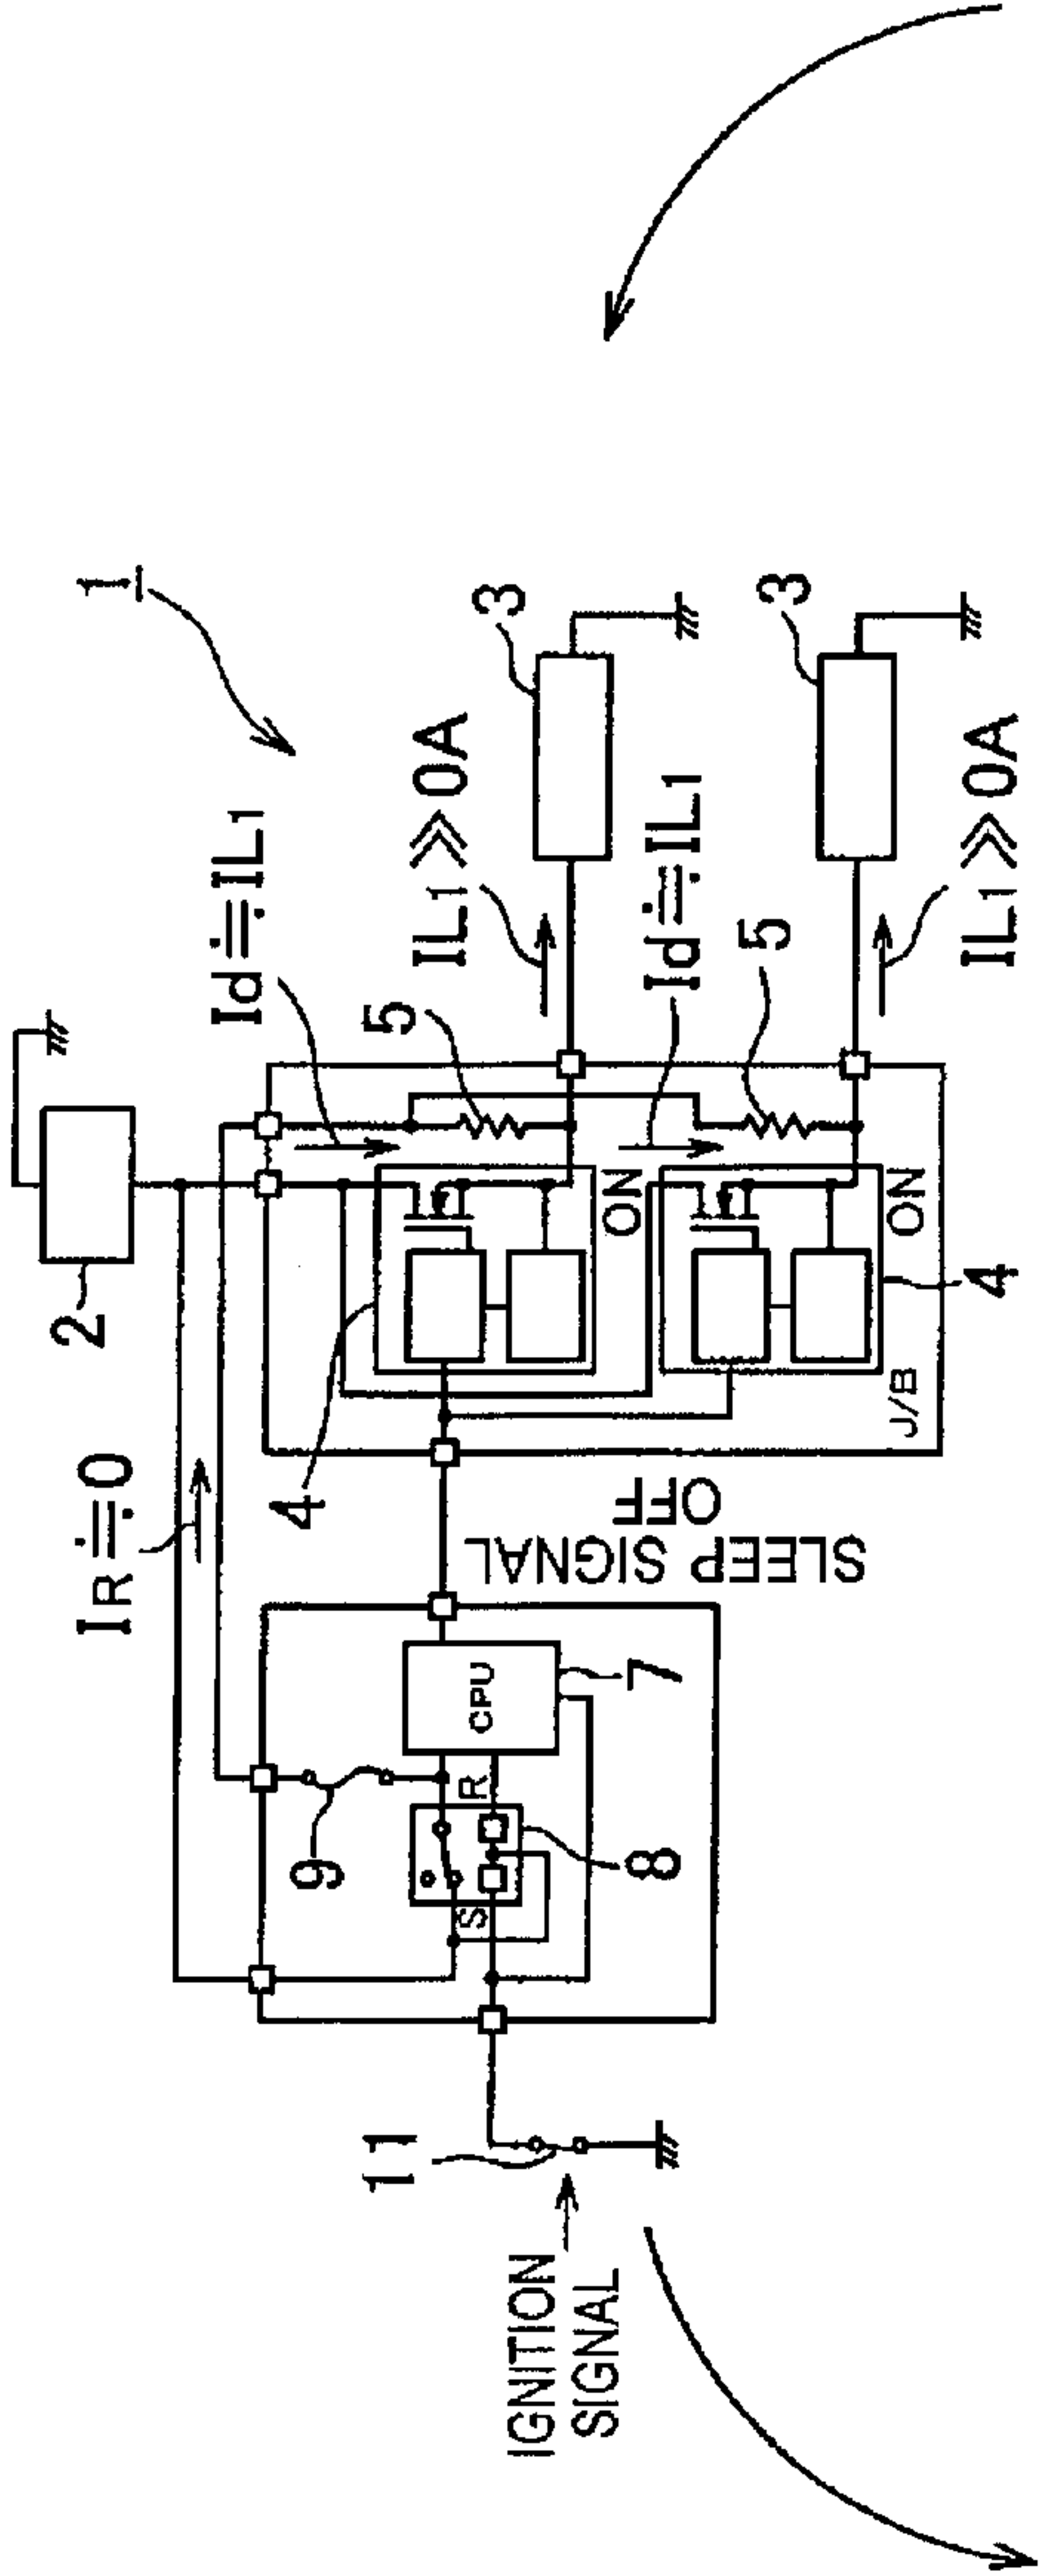 1
2
IR≒0
Id≒IL1
IL1≫0A
3
5
4
ON
Id≒IL1
5
3
IL1≫0A
ON
4
J/B
SLEEP SIGNAL
OFF
CPU
7
9
R
S
8
11
IGNITION
SIGNAL